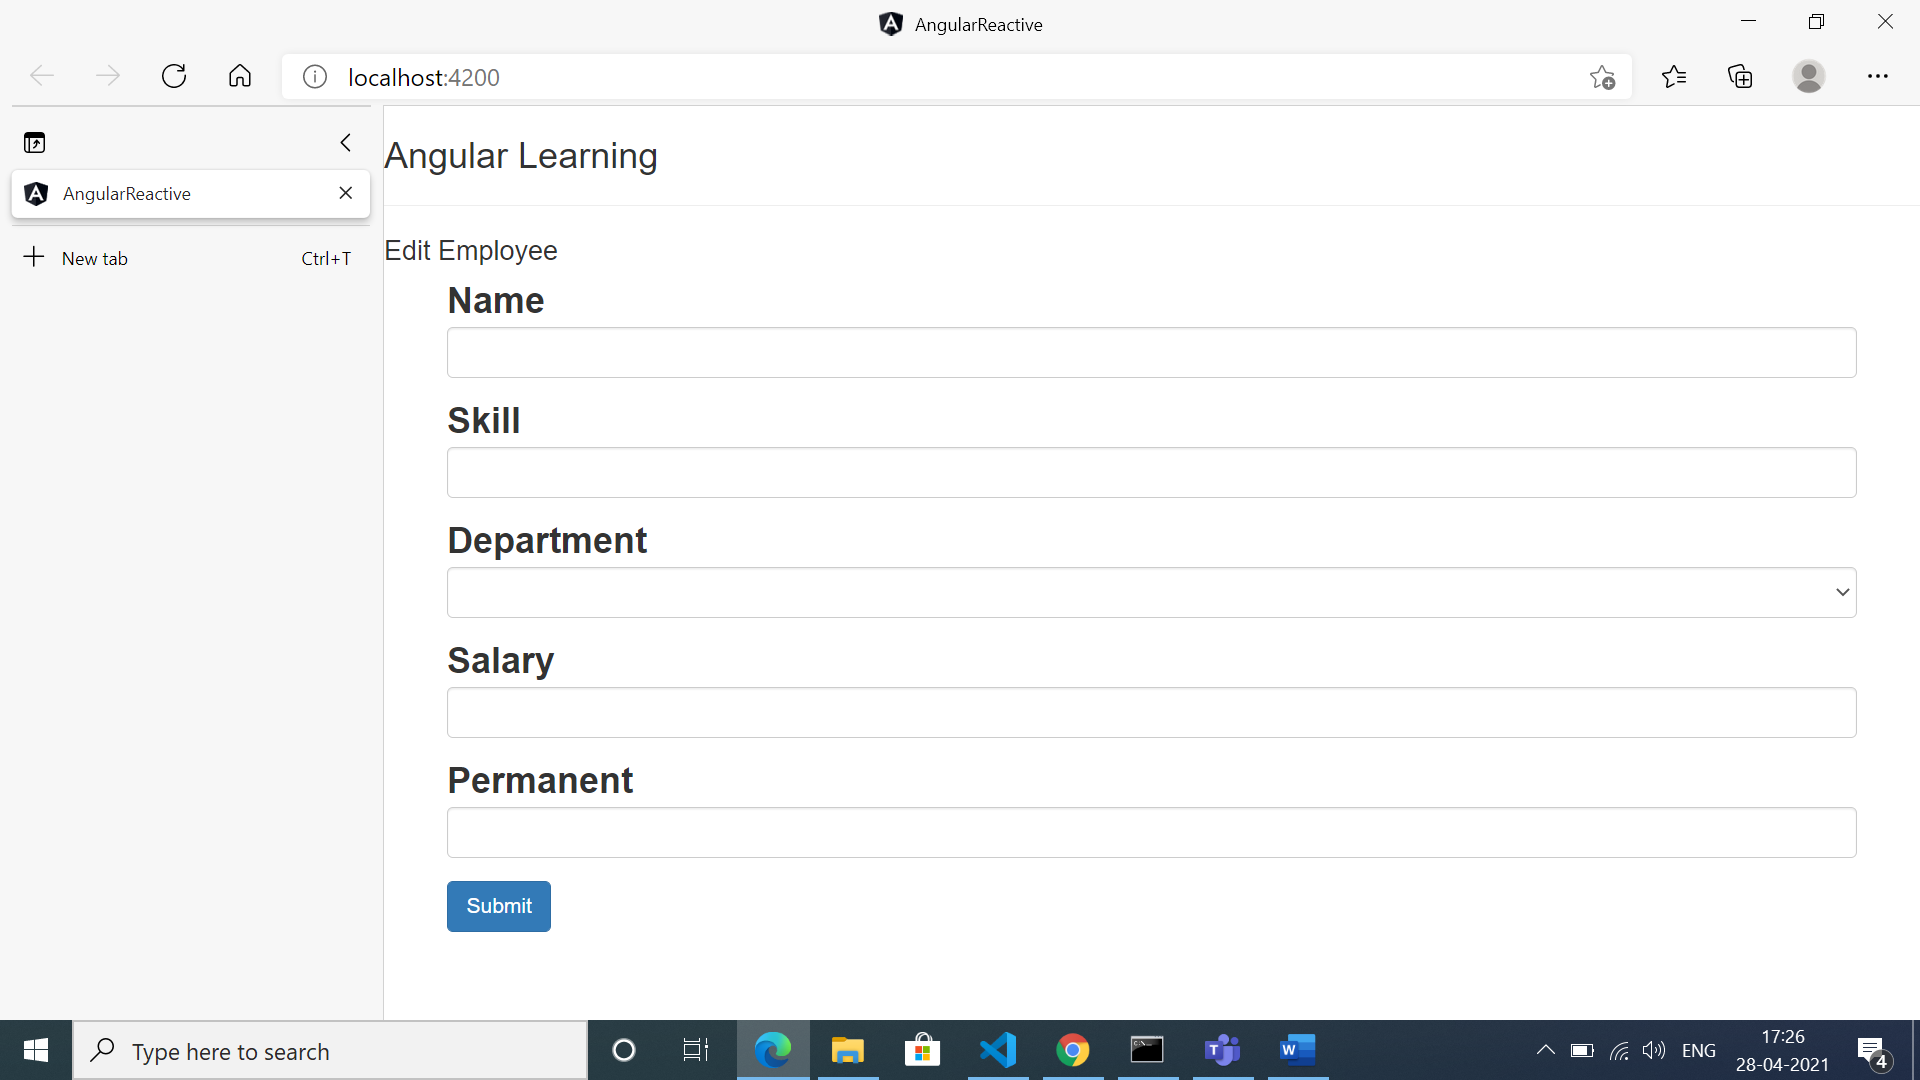 AngularReactive
localhost:4200
AngularReactive
New tab Ctrl+T
Angular Learning
Edit Employee
Name
Skill
Department
Salary
Permanent
Submit
Type here to search
ENG
17:26
28-04-2021
4